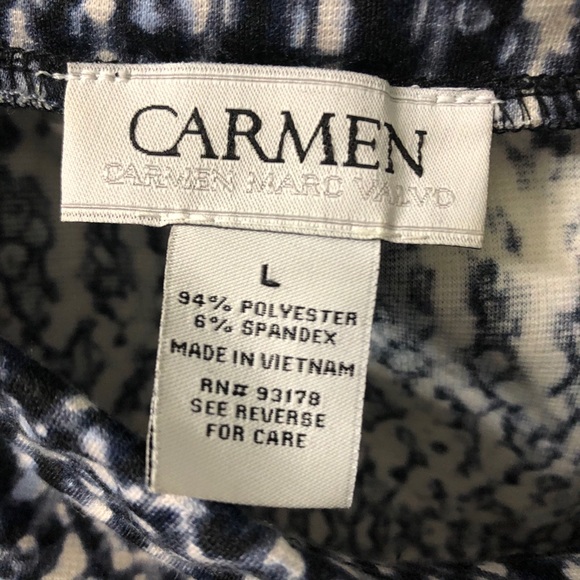 CARMEN
CARMEN MARC VALVO
L
94% POLYESTER
6% SPANDEX
MADE IN VIETNAM
RN# 93178
SEE REVERSE
FOR CARE